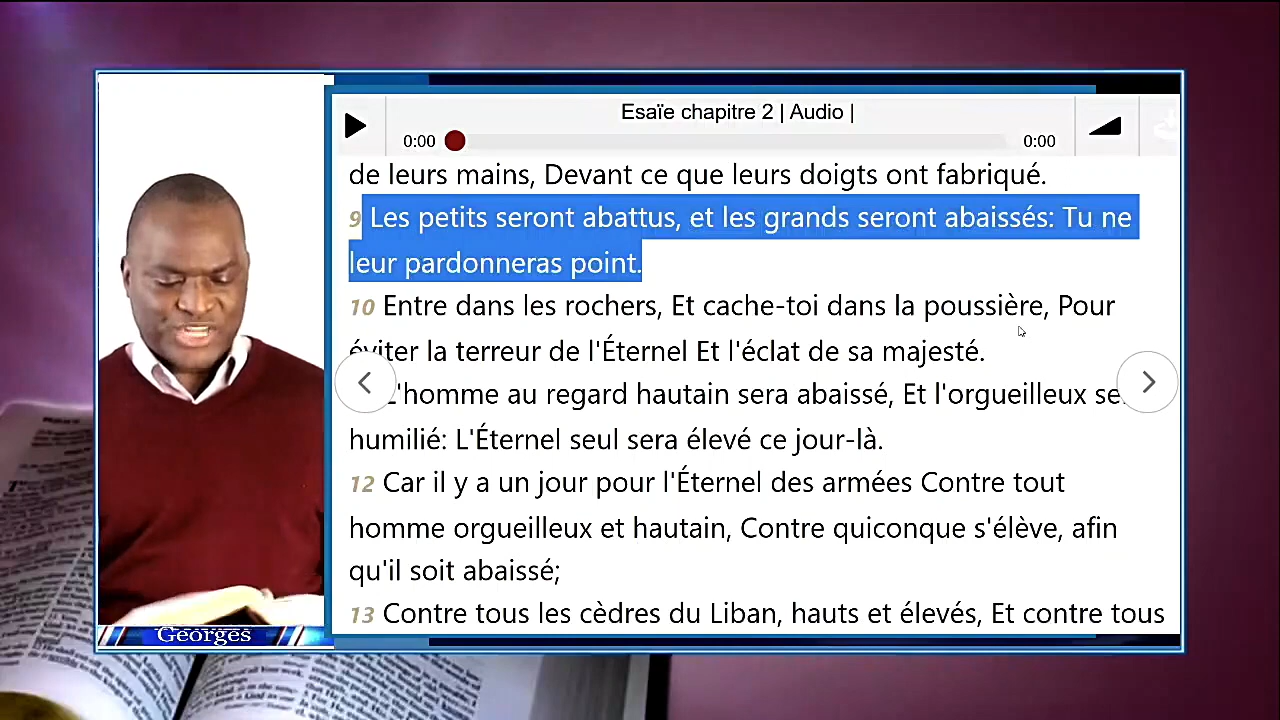 Esaïe chapitre 2 | Audio |
0:00
0:00
de leurs mains, Devant ce que leurs doigts ont fabriqué.
9 Les petits seront abattus, et les grands seront abaissés: Tu ne
leur pardonneras point.
10 Entre dans les rochers, Et cache-toi dans la poussière, Pour
éviter la terreur de l'Éternel Et l'éclat de sa majesté.
L'homme au regard hautain sera abaissé, Et l'orgueilleux
humilié: L'Éternel seul sera élevé ce jour-là.
12 Car il y a un jour pour l'Éternel des armées Contre tout
homme orgueilleux et hautain, Contre quiconque s'élève, afin
qu'il soit abaissé;
13 Contre tous les cèdres du Liban, hauts et élevés, Et contre tous
Georges